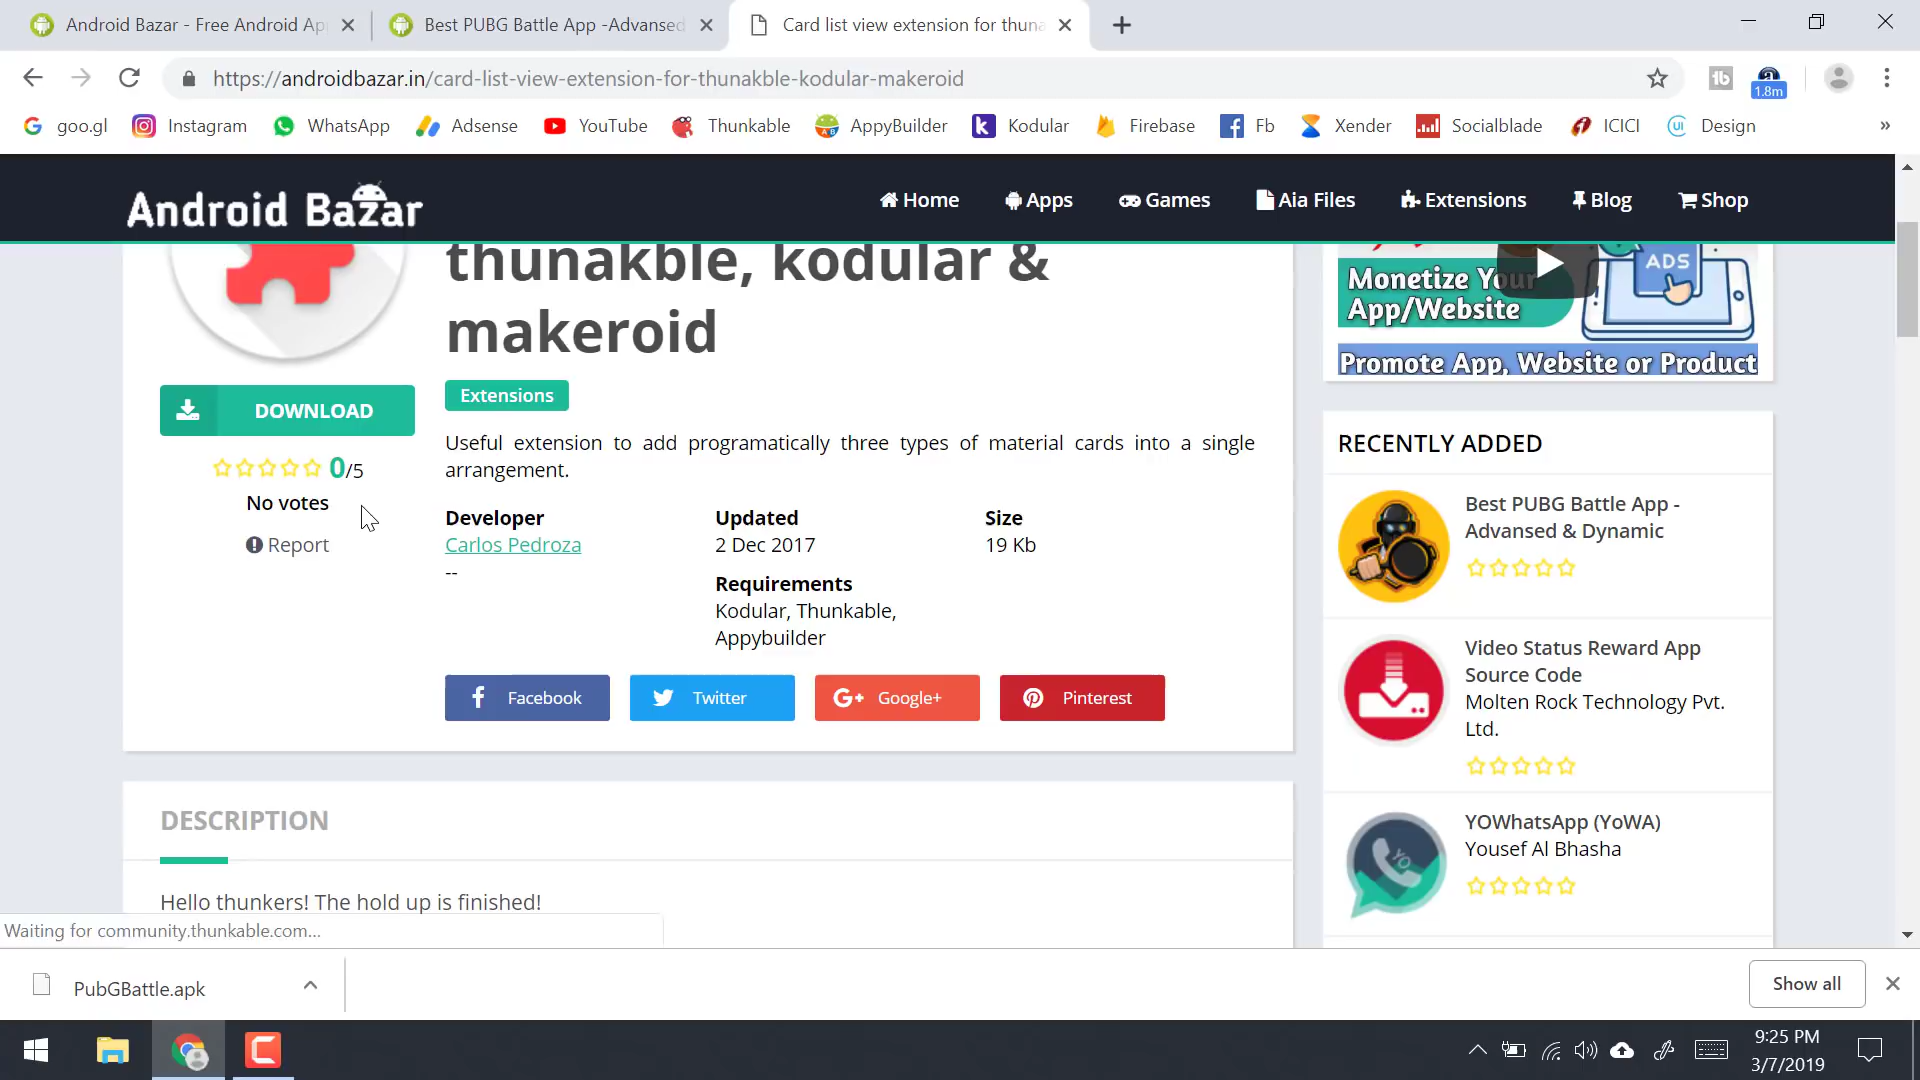 Android Bazar - Free Android Ap
Best PUBG Battle App -Advansed
Card list view extension for thuna
https://androidbazar.in/card-list-view-extension-for-thunakble-kodular-makeroid
1.8m
goo.gl
Instagram
WhatsApp
Adsense
YouTube
Thunkable
AppyBuilder
Kodular
Firebase
Fb
Xender
Socialblade
ICICI
Design
»
Android Bazar
Home
Apps
Games
Aia Files
Extensions
Blog
Shop
thunakble, kodular &
makeroid
DOWNLOAD
0/5
No votes
Report
Extensions
Useful extension to add programatically three types of material cards into a single
arrangement.
Developer
Carlos Pedroza
--
Updated
2 Dec 2017
Requirements
Kodular, Thunkable,
Appybuilder
Size
19 Kb
Facebook
Twitter
G+ Google+
Pinterest
DESCRIPTION
Hello thunkers! The hold up is finished!
ADS
Monetize Your
App/Website
Promote App, Website or Product
RECENTLY ADDED
Best PUBG Battle App -
Advansed & Dynamic
Video Status Reward App
Source Code
Molten Rock Technology Pvt.
Ltd.
YOWhatsApp (YoWA)
Yousef Al Bhasha
Waiting for community.thunkable.com...
PubGBattle.apk
Show all
9:25 PM
3/7/2019